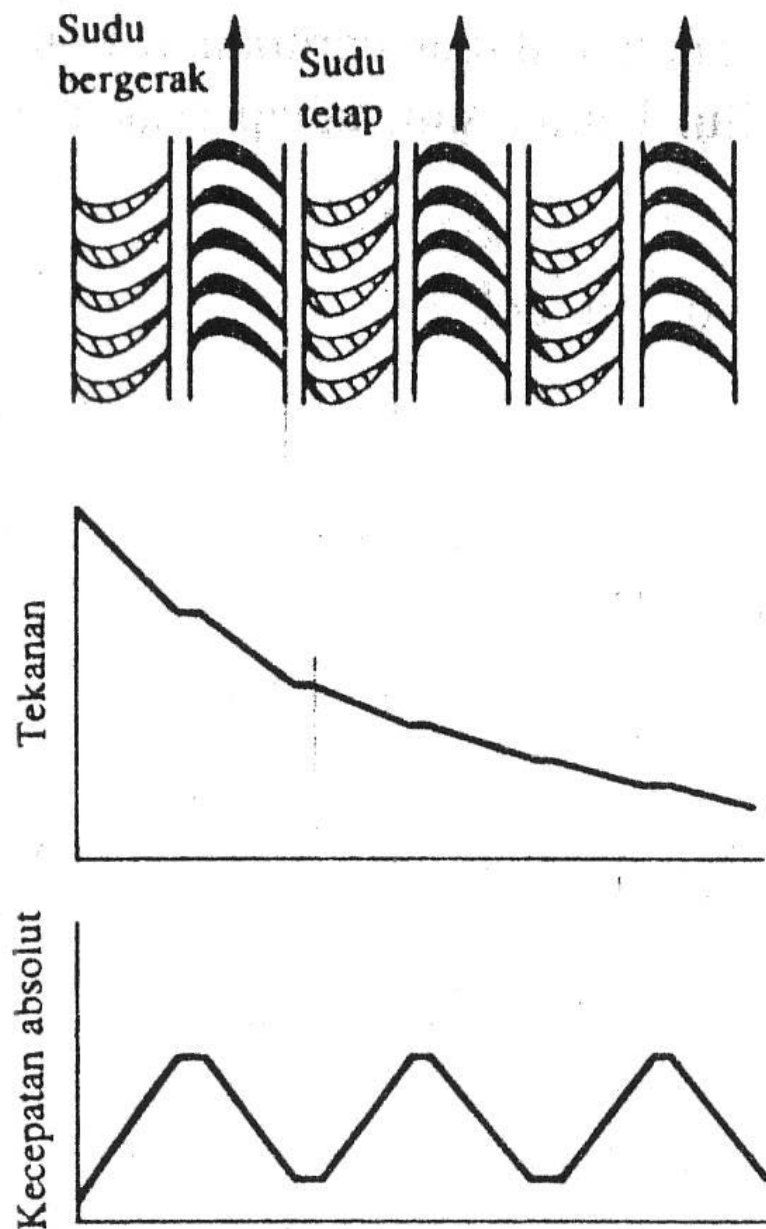 Sudu
bergerak
Sudu
tetap
Tekanan
Kecepatan absolut